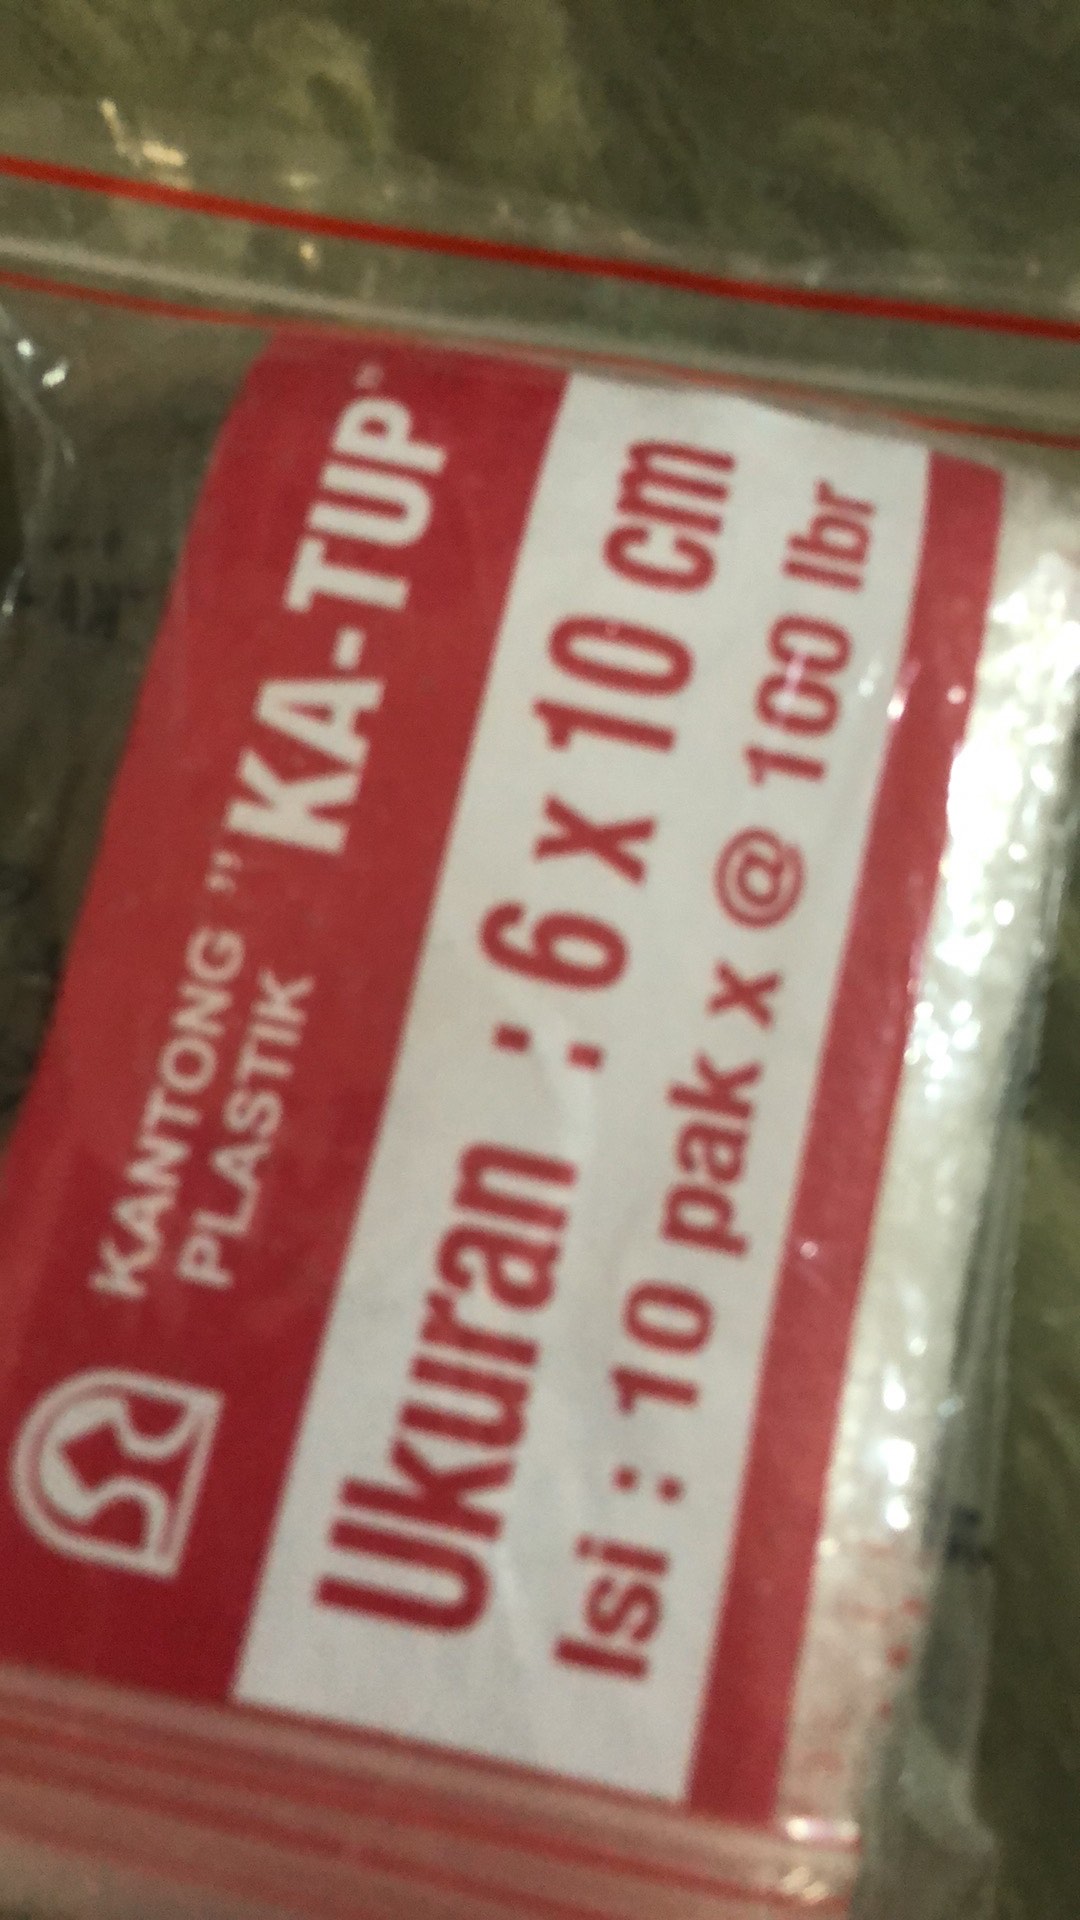 KANTONG "KA-TUP"
PLASTIK
Ukuran : 6 x 10 cm
Isi : 10 pak x @ 100 lbr